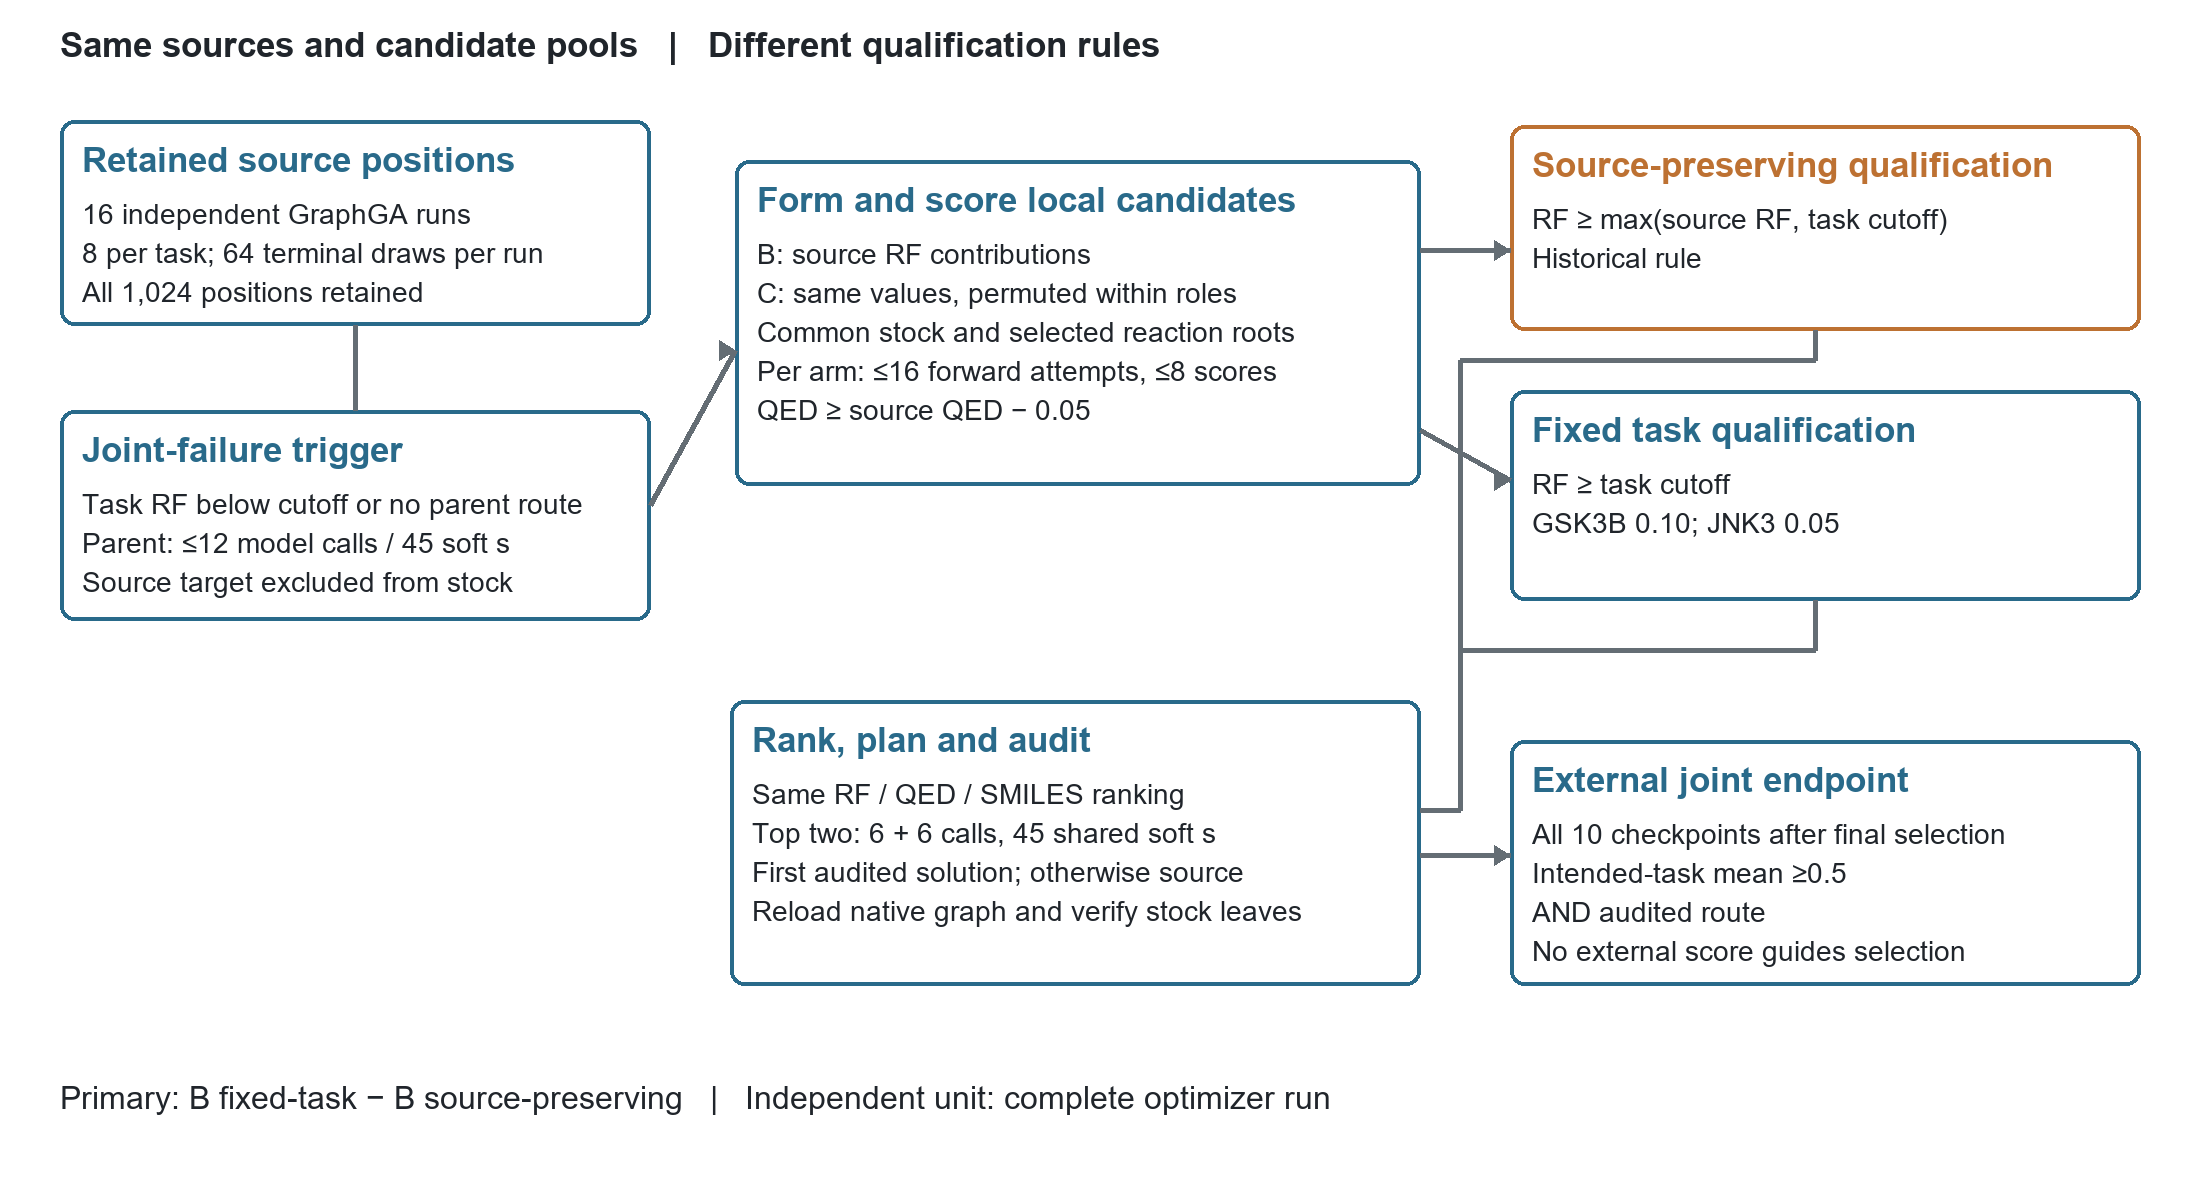 Same sources and candidate pools | Different qualification rules
Retained source positions
16 independent GraphGA runs
8 per task; 64 terminal draws per run
All 1,024 positions retained
Joint-failure trigger
Task RF below cutoff or no parent route
Parent: ≤12 model calls / 45 soft s
Source target excluded from stock
Form and score local candidates
B: source RF contributions
C: same values, permuted within roles
Common stock and selected reaction roots
Per arm: ≤16 forward attempts, ≤8 scores
QED ≥ source QED − 0.05
Source-preserving qualification
RF ≥ max(source RF, task cutoff)
Historical rule
Fixed task qualification
RF ≥ task cutoff
GSK3B 0.10; JNK3 0.05
Rank, plan and audit
Same RF / QED / SMILES ranking
Top two: 6 + 6 calls, 45 shared soft s
First audited solution; otherwise source
Reload native graph and verify stock leaves
External joint endpoint
All 10 checkpoints after final selection
Intended-task mean ≥0.5
AND audited route
No external score guides selection
Primary: B fixed-task − B source-preserving | Independent unit: complete optimizer run